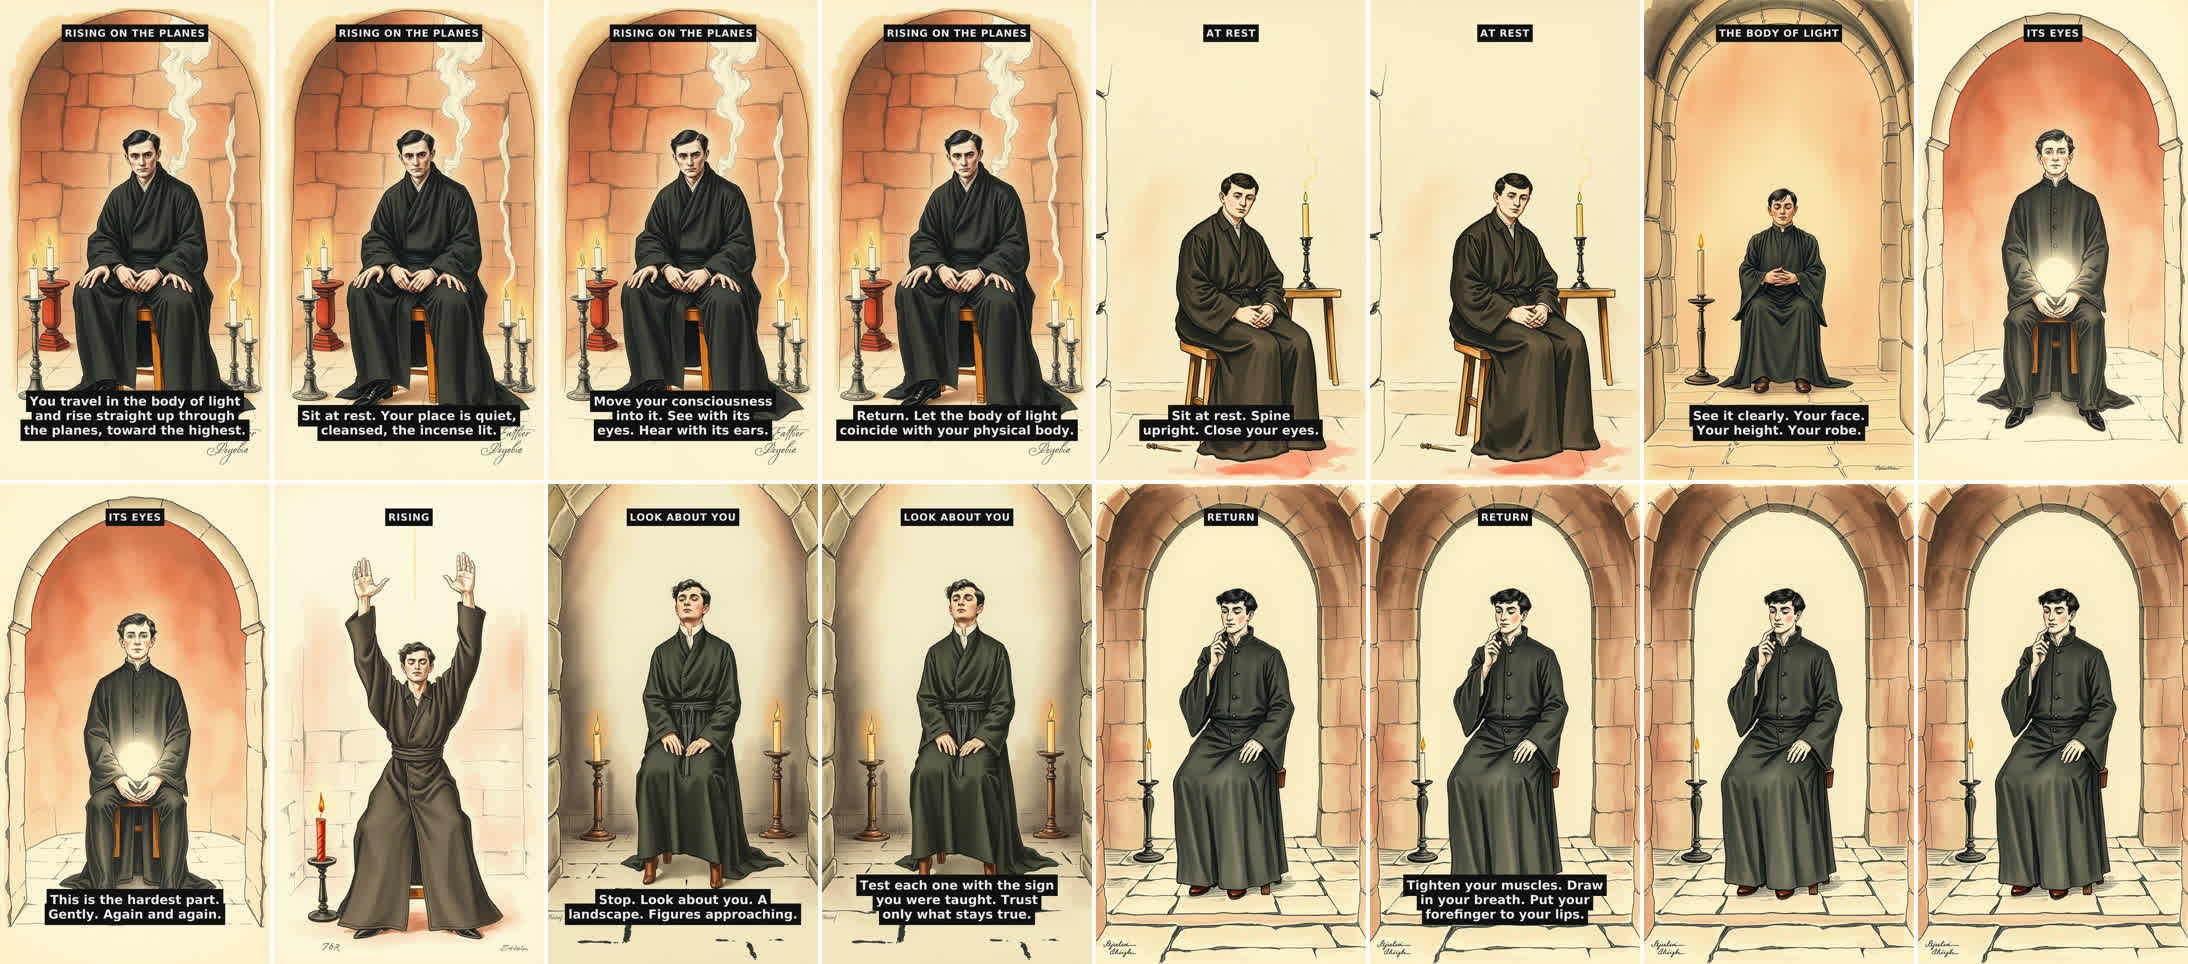 RISING ON THE PLANES
You travel in the body of light
and rise straight up through
the planes, toward the highest.
RISING ON THE PLANES
Sit at rest. Your place is quiet,
cleansed, the incense lit.
RISING ON THE PLANES
Move your consciousness
into it. See with its
eyes. Hear with its ears.
RISING ON THE PLANES
Return. Let the body of light
coincide with your physical body.
AT REST
Sit at rest. Spine
upright. Close your eyes.
AT REST
THE BODY OF LIGHT
See it clearly. Your face.
Your height. Your robe.
ITS EYES
ITS EYES
This is the hardest part.
Gently. Again and again.
RISING
LOOK ABOUT YOU
Stop. Look about you. A
landscape. Figures approaching.
LOOK ABOUT YOU
Test each one with the sign
you were taught. Trust
only what stays true.
RETURN
RETURN
Tighten your muscles. Draw
in your breath. Put your
forefinger to your lips.